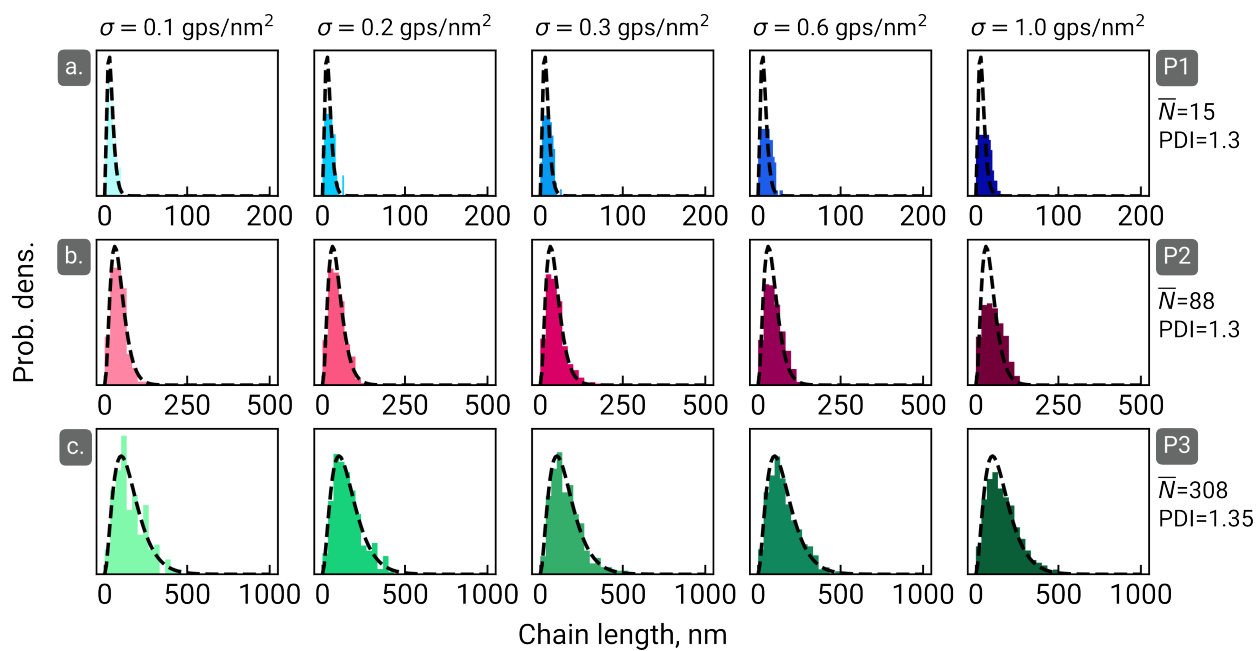 σ = 0.1 gps/nm² σ = 0.2 gps/nm² σ = 0.3 gps/nm² σ = 0.6 gps/nm² σ = 1.0 gps/nm²
a. P1
N̅=15
PDI=1.3
0 100 200 0 100 200 0 100 200 0 100 200 0 100 200
b. P2
N̅=88
PDI=1.3
Prob. dens.
0 250 500 0 250 500 0 250 500 0 250 500 0 250 500
c. P3
N̅=308
PDI=1.35
0 500 1000 0 500 1000 0 500 1000 0 500 1000 0 500 1000
Chain length, nm